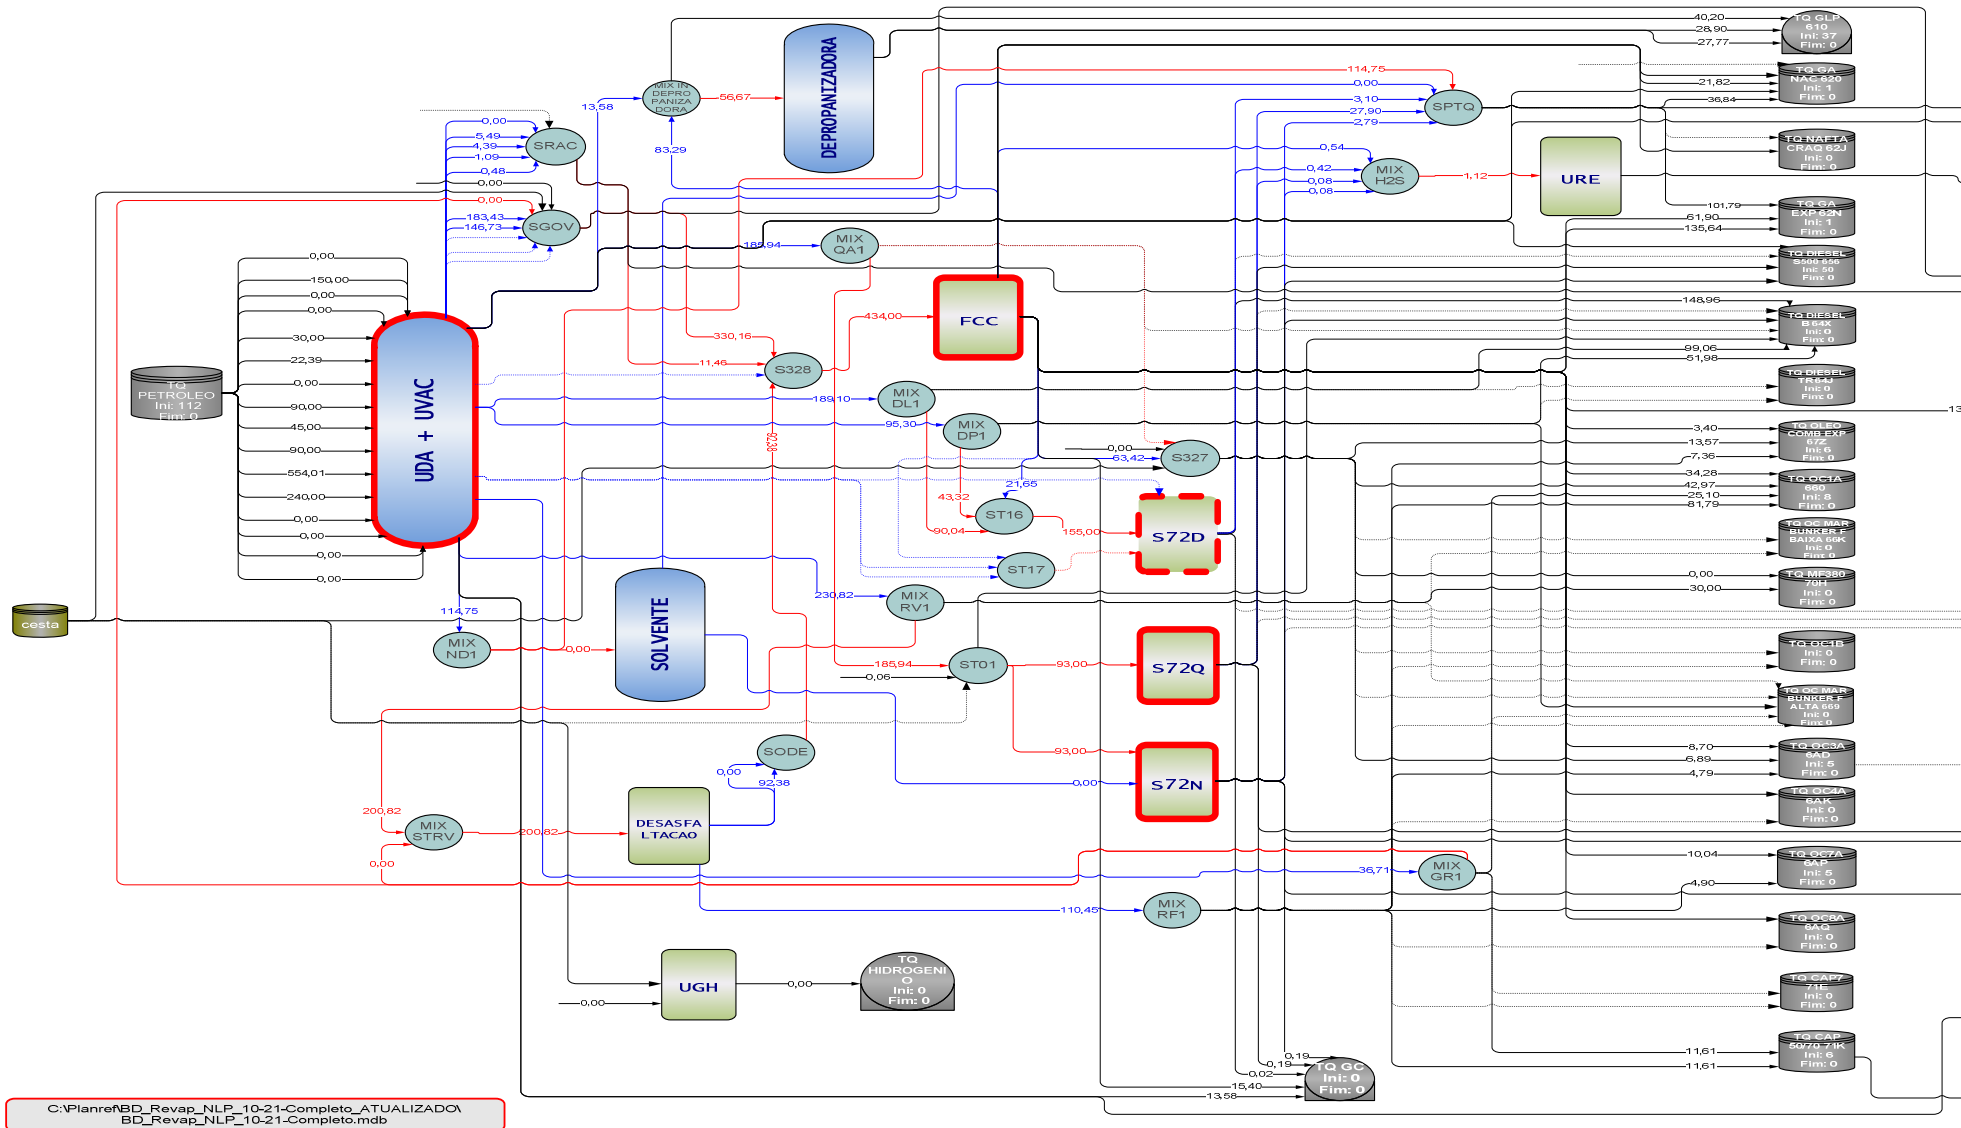 40,20
28,90
27,77
TQ GLP
610
Ini: 37
Fim: 0
DEPROPANIZADORA
MIX IN
DEPRO
PANIZA
DORA
56,67
13,58
83,29
114,75
0,00
3,10
27,90
2,79
SPTQ
21,82
36,84
TQ GA
NAC 620
Ini: 1
Fim: 0
0,00
5,49
4,39
1,09
0,48
SRAC
0,54
0,42
0,08
0,08
MIX
H2S
1,12
URE
TQ NAFTA
CRAQ 62J
Ini: 0
Fim: 0
0,00
0,00
183,43
146,73
SGOV
101,79
61,90
135,64
TQ GA
EXP 62N
Ini: 1
Fim: 0
185,94
MIX
QA1
TQ DIESEL
S500 656
Ini: 50
Fim: 0
0,00
150,00
0,00
0,00
30,00
22,39
0,00
90,00
45,00
90,00
554,01
240,00
0,00
0,00
0,00
0,00
TQ
PETROLEO
Ini: 112
Fim: 0
UDA + UVAC
FCC
434,00
330,16
11,46
S328
92,38
148,96
99,06
51,98
TQ DIESEL
B 64X
Ini: 0
Fim: 0
TQ DIESEL
TR 64J
Ini: 0
Fim: 0
13
189,10
95,30
MIX
DL1
MIX
DP1
0,00
63,42
S327
21,65
43,32
90,04
ST16
155,00
S72D
ST17
3,40
13,57
7,36
TQ OLEO
COMB EXP
67Z
Ini: 6
Fim: 0
34,28
42,97
25,10
81,79
TQ OC1A
660
Ini: 8
Fim: 0
TQ OC MAR
BUNKER F
BAIXA 66K
Ini: 0
Fim: 0
0,00
30,00
TQ MF380
70H
Ini: 0
Fim: 0
cesta
114,75
MIX
ND1
0,00
SOLVENTE
230,82
MIX
RV1
185,94
0,06
ST01
93,00
S72Q
93,00
0,00
S72N
TQ OC1B
Ini: 0
Fim: 0
TQ OC MAR
BUNKER F
ALTA 669
Ini: 0
Fim: 0
SODE
0,00
92,38
8,70
6,89
4,79
TQ OC3A
6AD
Ini: 5
Fim: 0
TQ OC4A
6AK
Ini: 0
Fim: 0
200,82
0,00
MIX
STRV
200,82
DESASFA
LTACAO
36,71
MIX
GR1
10,04
4,90
TQ OC7A
6AP
Ini: 5
Fim: 0
110,45
MIX
RF1
TQ OC8A
6AQ
Ini: 0
Fim: 0
UGH
0,00
0,00
TQ
HIDROGENI
O
Ini: 0
Fim: 0
TQ CAP7
71E
Ini: 0
Fim: 0
11,61
11,61
TQ CAP
50/70 71K
Ini: 6
Fim: 0
0,19
0,19
0,02
15,40
13,58
TQ GC
Ini: 0
Fim: 0
C:\Planref\BD_Revap_NLP_10-21-Completo_ATUALIZADO\
BD_Revap_NLP_10-21-Completo.mdb